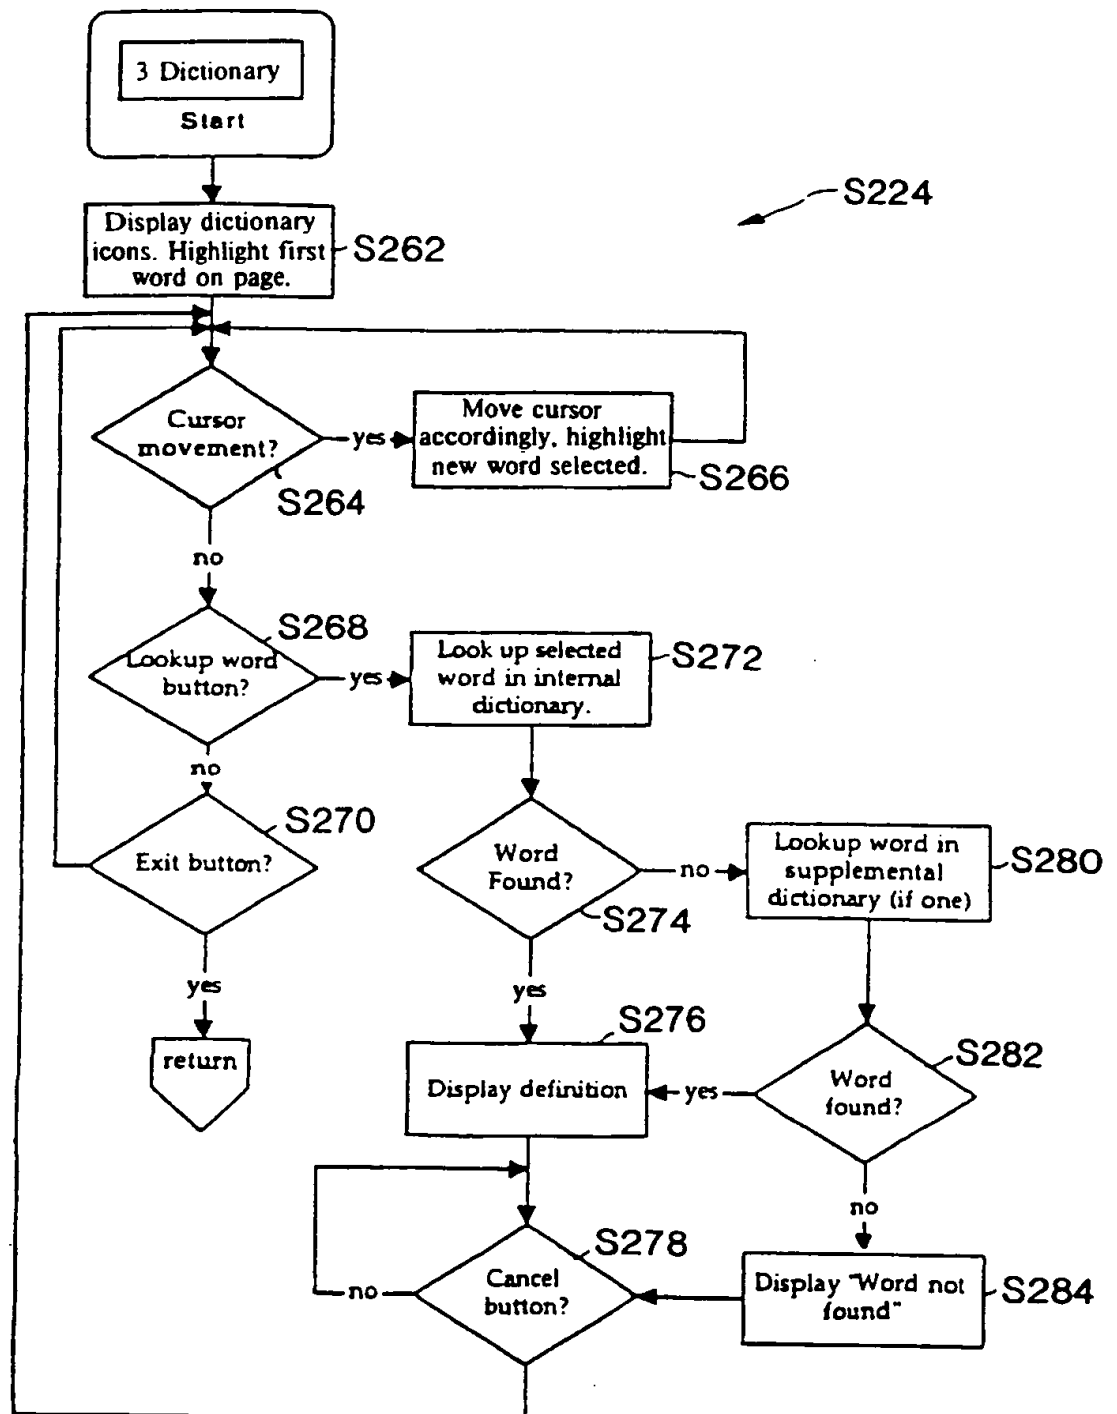 3 Dictionary
Start
S224
Display dictionary
icons. Highlight first
word on page.
S262
Cursor
movement?
S264
yes
Move cursor
accordingly, highlight
new word selected.
S266
no
Lookup word
button?
S268
yes
Look up selected
word in internal
dictionary.
S272
no
Exit button?
S270
Word
Found?
S274
no
Lookup word in
supplemental
dictionary (if one)
S280
yes
return
yes
S276
Display definition
yes
Word
found?
S282
no
Cancel
button?
S278
no
Display "Word not
found"
S284